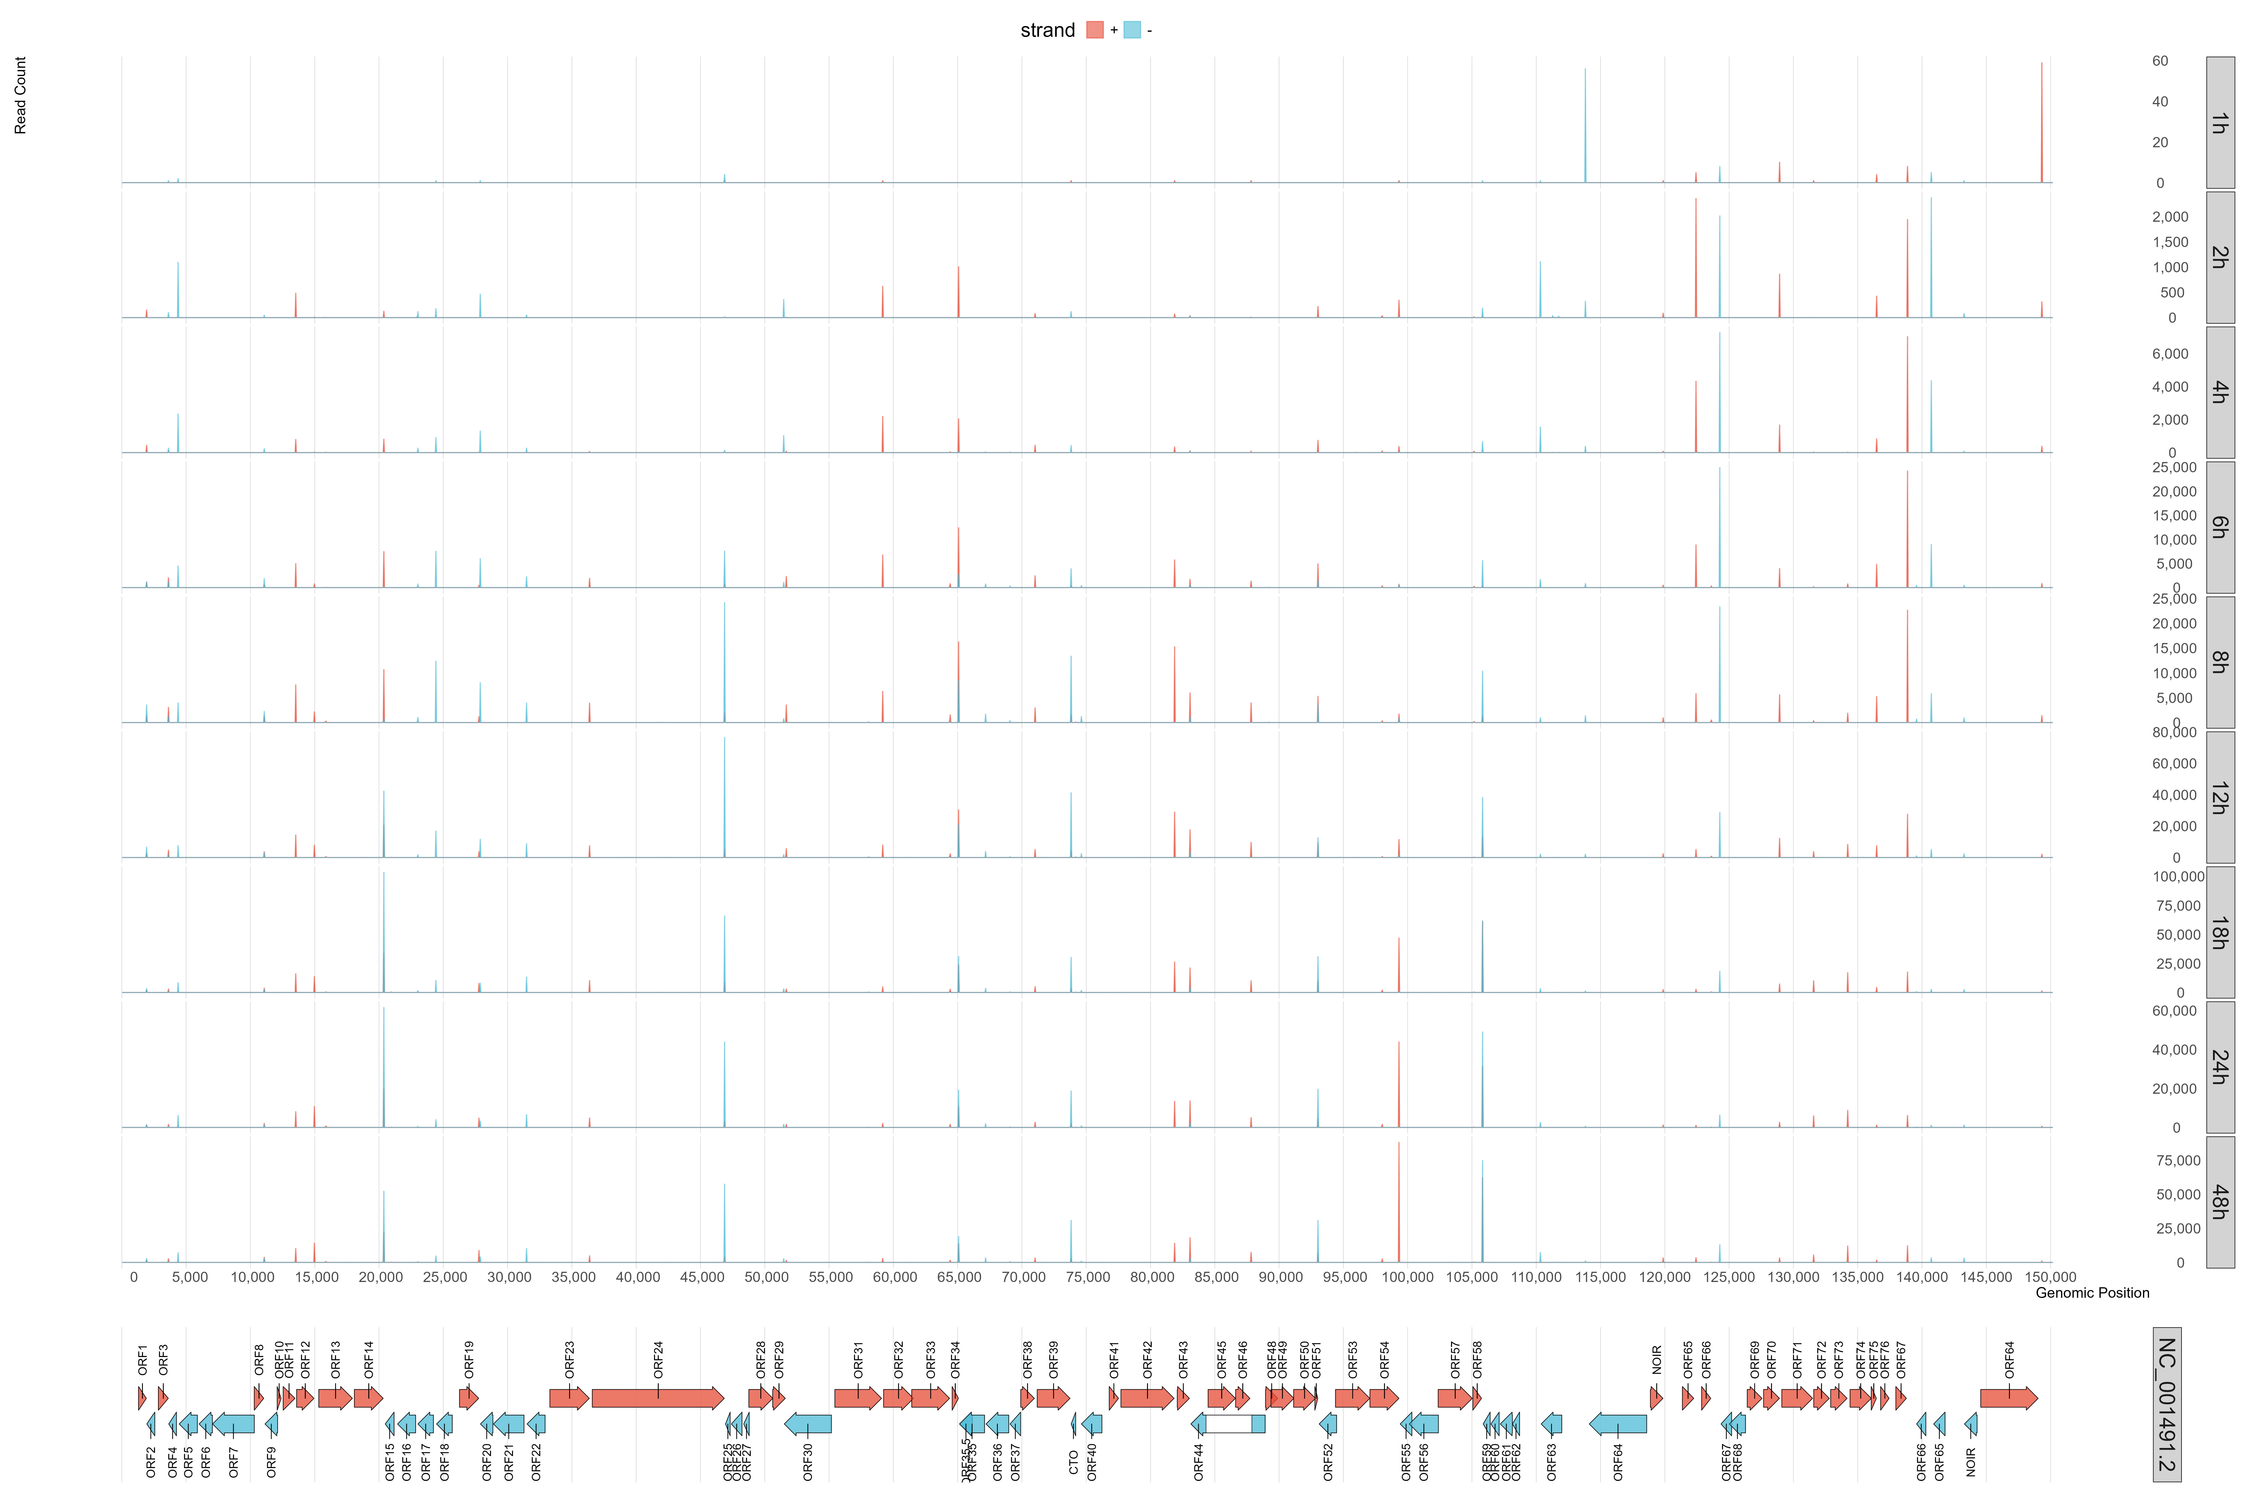 strand + -
Read Count
60
40
20
0
1h
2,000
1,500
1,000
500
0
2h
6,000
4,000
2,000
0
4h
25,000
20,000
15,000
10,000
5,000
0
6h
25,000
20,000
15,000
10,000
5,000
0
8h
80,000
60,000
40,000
20,000
0
12h
100,000
75,000
50,000
25,000
0
18h
60,000
40,000
20,000
0
24h
75,000
50,000
25,000
0
48h
0 5,000 10,000 15,000 20,000 25,000 30,000 35,000 40,000 45,000 50,000 55,000 60,000 65,000 70,000 75,000 80,000 85,000 90,000 95,000 100,000 105,000 110,000 115,000 120,000 125,000 130,000 135,000 140,000 145,000 150,000
Genomic Position
ORF1 ORF3 ORF8 ORF10 ORF11 ORF12 ORF13 ORF14 ORF19 ORF23 ORF24 ORF28 ORF29 ORF31 ORF32 ORF33 ORF34 ORF38 ORF39 ORF41 ORF42 ORF43 ORF45 ORF46 ORF48 ORF49 ORF50 ORF51 ORF53 ORF54 ORF57 ORF58 NOIR ORF65 ORF66 ORF69 ORF70 ORF71 ORF72 ORF73 ORF74 ORF75 ORF76 ORF67 ORF64
ORF2 ORF4 ORF5 ORF6 ORF7 ORF9 ORF15 ORF16 ORF17 ORF18 ORF20 ORF21 ORF22 ORF25 ORF26 ORF27 ORF30 ORF35.5 ORF35 ORF36 ORF37 CTO ORF40 ORF44 ORF52 ORF55 ORF56 ORF59 ORF60 ORF61 ORF62 ORF63 ORF64 ORF67 ORF68 ORF66 ORF65 NOIR
NC_001491.2